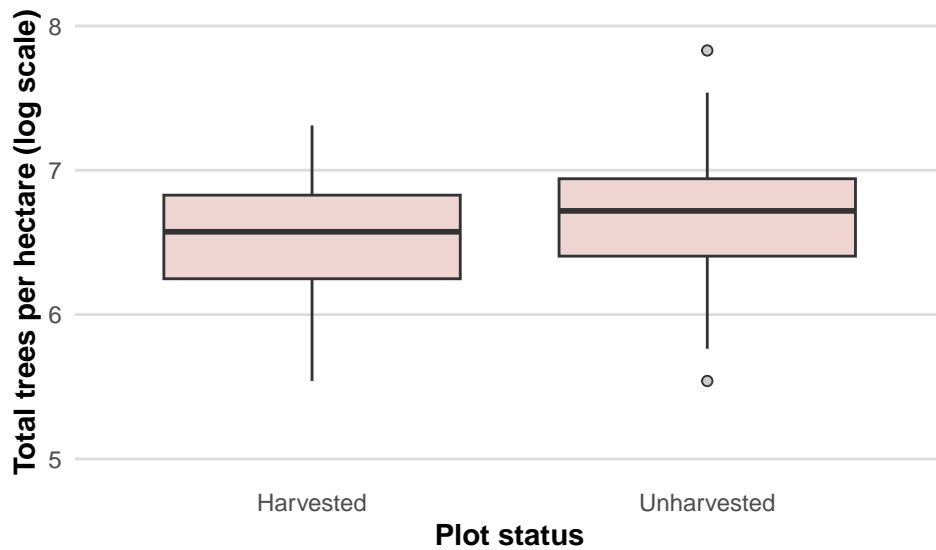 Total trees per hectare (log scale)
8
7
6
5
Harvested
Unharvested
Plot status